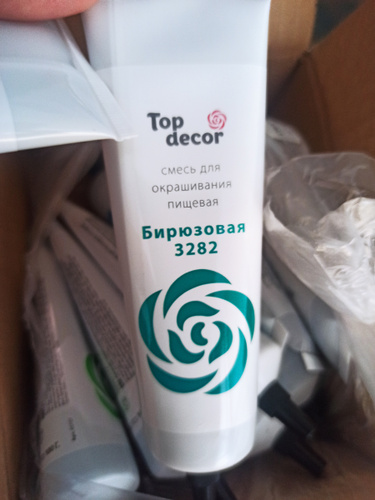 Top
decor
смесь для
окрашивания
пищевая
Бирюзовая
3282